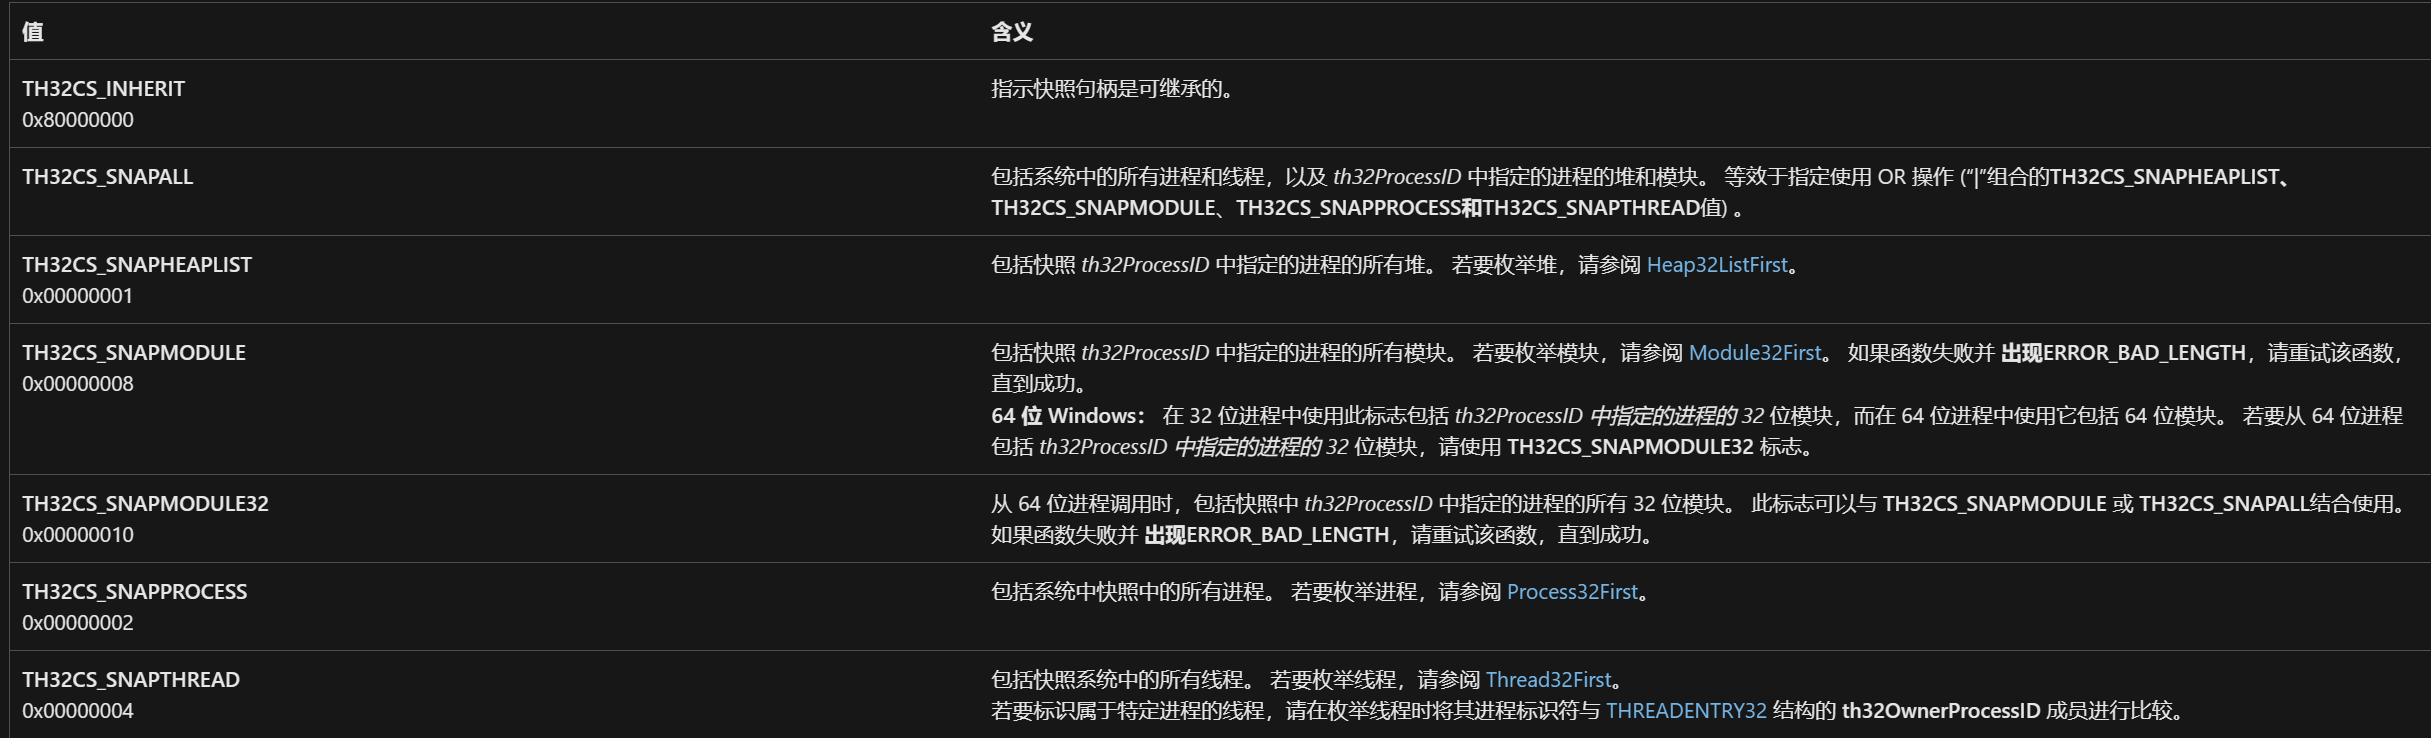 值 含义
TH32CS_INHERIT 指示快照句柄是可继承的。
0x80000000
TH32CS_SNAPALL 包括系统中的所有进程和线程，以及 th32ProcessID 中指定的进程的堆和模块。 等效于指定使用 OR 操作 (“|”组合的TH32CS_SNAPHEAPLIST、
TH32CS_SNAPMODULE、TH32CS_SNAPPROCESS和TH32CS_SNAPTHREAD值) 。
TH32CS_SNAPHEAPLIST 包括快照 th32ProcessID 中指定的进程的所有堆。 若要枚举堆，请参阅 Heap32ListFirst。
0x00000001
TH32CS_SNAPMODULE 包括快照 th32ProcessID 中指定的进程的所有模块。 若要枚举模块，请参阅 Module32First。 如果函数失败并 出现ERROR_BAD_LENGTH，请重试该函数，
0x00000008 直到成功。
64 位 Windows： 在 32 位进程中使用此标志包括 th32ProcessID 中指定的进程的 32 位模块，而在 64 位进程中使用它包括 64 位模块。 若要从 64 位进程
包括 th32ProcessID 中指定的进程的 32 位模块，请使用 TH32CS_SNAPMODULE32 标志。
TH32CS_SNAPMODULE32 从 64 位进程调用时，包括快照中 th32ProcessID 中指定的进程的所有 32 位模块。 此标志可以与 TH32CS_SNAPMODULE 或 TH32CS_SNAPALL结合使用。
0x00000010 如果函数失败并 出现ERROR_BAD_LENGTH，请重试该函数，直到成功。
TH32CS_SNAPPROCESS 包括系统中快照中的所有进程。 若要枚举进程，请参阅 Process32First。
0x00000002
TH32CS_SNAPTHREAD 包括快照系统中的所有线程。 若要枚举线程，请参阅 Thread32First。
0x00000004 若要标识属于特定进程的线程，请在枚举线程时将其进程标识符与 THREADENTRY32 结构的 th32OwnerProcessID 成员进行比较。